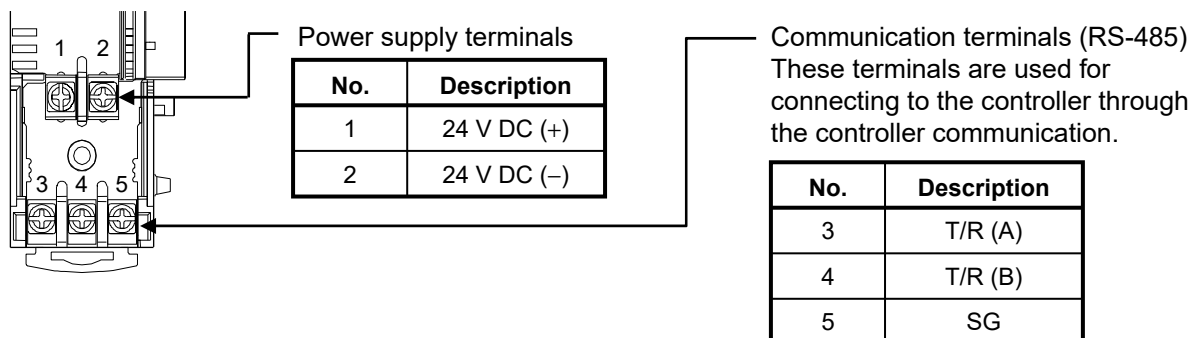 1 2
3 4 5
Power supply terminals
No. Description
1 24 V DC (+)
2 24 V DC (−)
Communication terminals (RS-485)
These terminals are used for
connecting to the controller through
the controller communication.
No. Description
3 T/R (A)
4 T/R (B)
5 SG